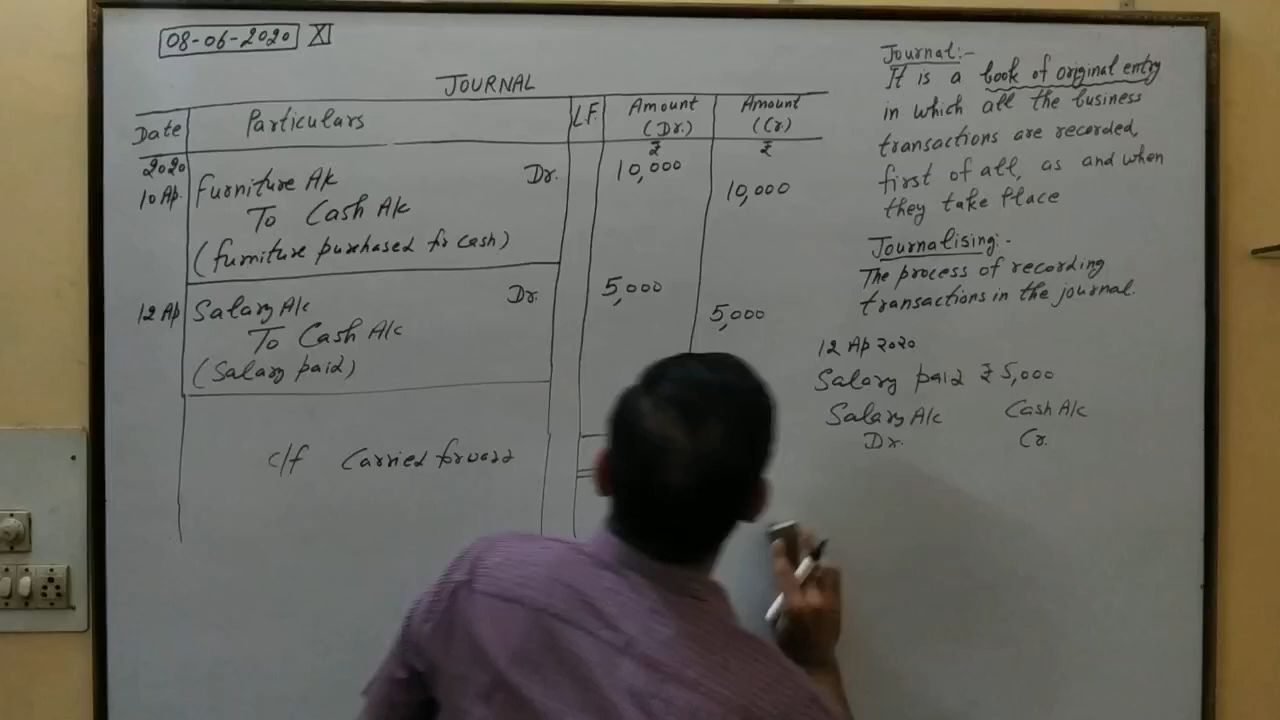 08-06-2020 XI
JOURNAL
Date Particulars LF. Amount (Dr.) ₹ Amount (Cr.) ₹
2020
10 Ap. Furniture A/c Dr. 10,000
To Cash A/c 10,000
(furniture purchased for cash)
12 Ap Salary A/c Dr. 5,000
To Cash A/c 5,000
(Salary paid)
c/f Carried forward
Journal:-
It is a book of original entry
in which all the business
transactions are recorded,
first of all, as and when
they take place
Journalising:-
The process of recording
transactions in the journal.
12 Ap 2020
Salary paid ₹ 5,000
Salary A/c Cash A/c
Dr. Cr.